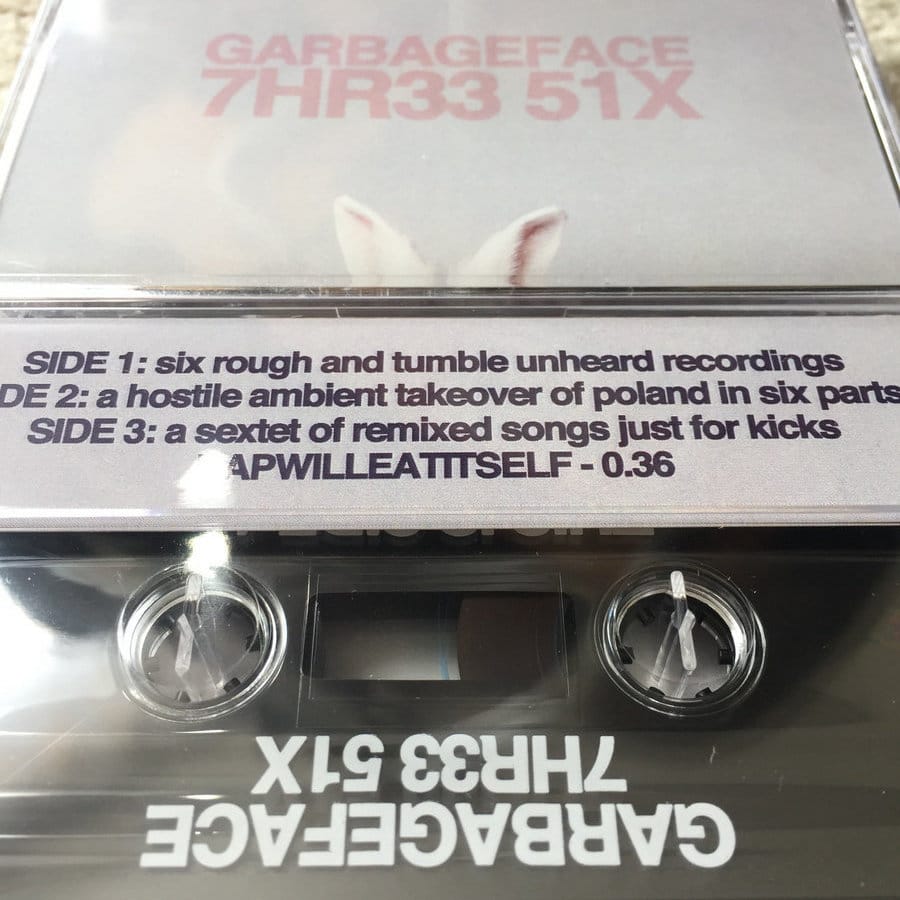 GARBAGEFACE
7HR33 51X
SIDE 1: six rough and tumble unheard recordings
DE 2: a hostile ambient takeover of poland in six parts
SIDE 3: a sextet of remixed songs just for kicks
APWILLEATITSELF - 0.36
GARBAGEFACE
7HR33 51X